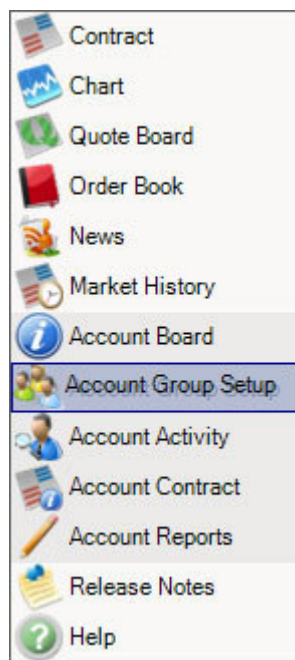 Contract
Chart
Quote Board
Order Book
News
Market History
Account Board
Account Group Setup
Account Activity
Account Contract
Account Reports
Release Notes
Help